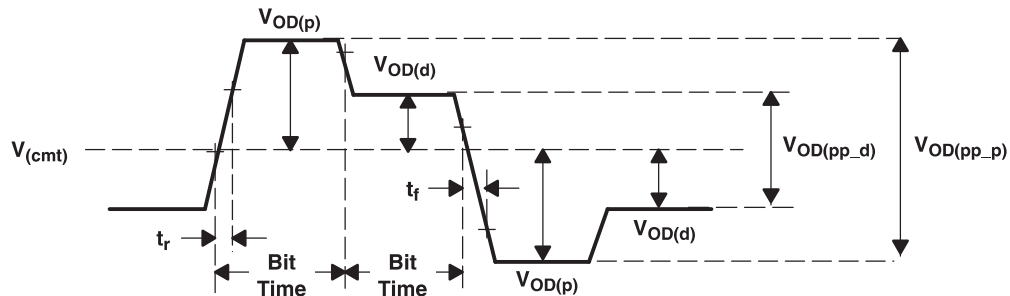 VOD(p)
VOD(d)
V(cmt)
VOD(pp_d)
VOD(pp_p)
tf
VOD(d)
tr
Bit
Time
Bit
Time
VOD(p)